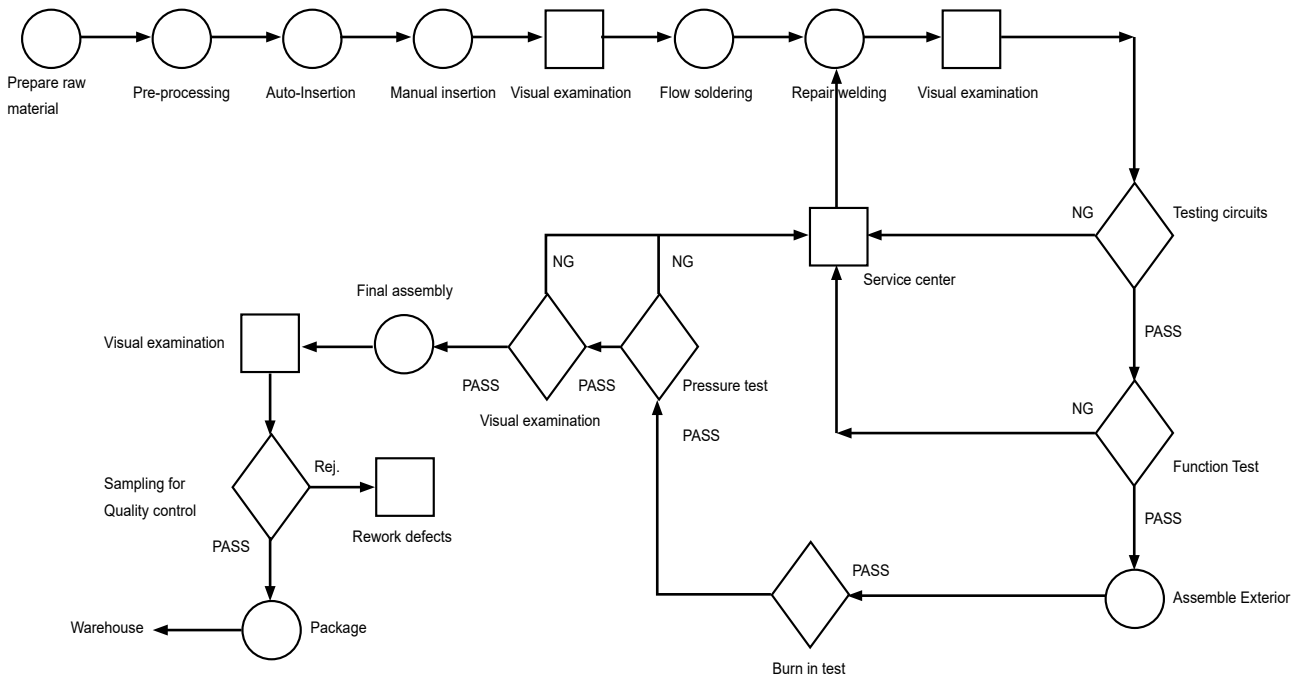 Prepare raw
material
Pre-processing
Auto-Insertion
Manual insertion
Visual examination
Flow soldering
Repair welding
Visual examination
NG
Testing circuits
NG
NG
Service center
Final assembly
PASS
Visual examination
PASS
PASS
Pressure test
NG
Visual examination
PASS
Function Test
Rej.
Sampling for
Quality control
PASS
Rework defects
PASS
PASS
Assemble Exterior
Warehouse
Package
Burn in test